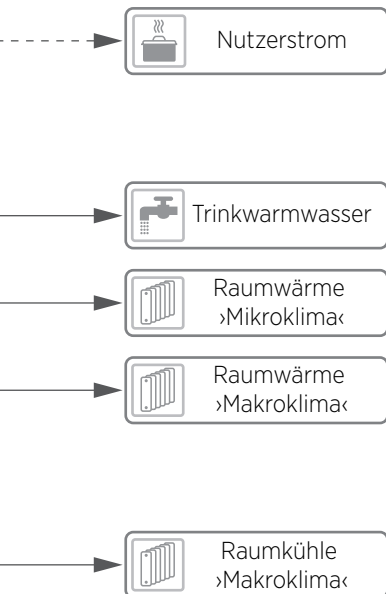 Nutzerstrom
Trinkwarmwasser
Raumwärme
›Mikroklima‹
Raumwärme
›Makroklima‹
Raumkühle
›Makroklima‹